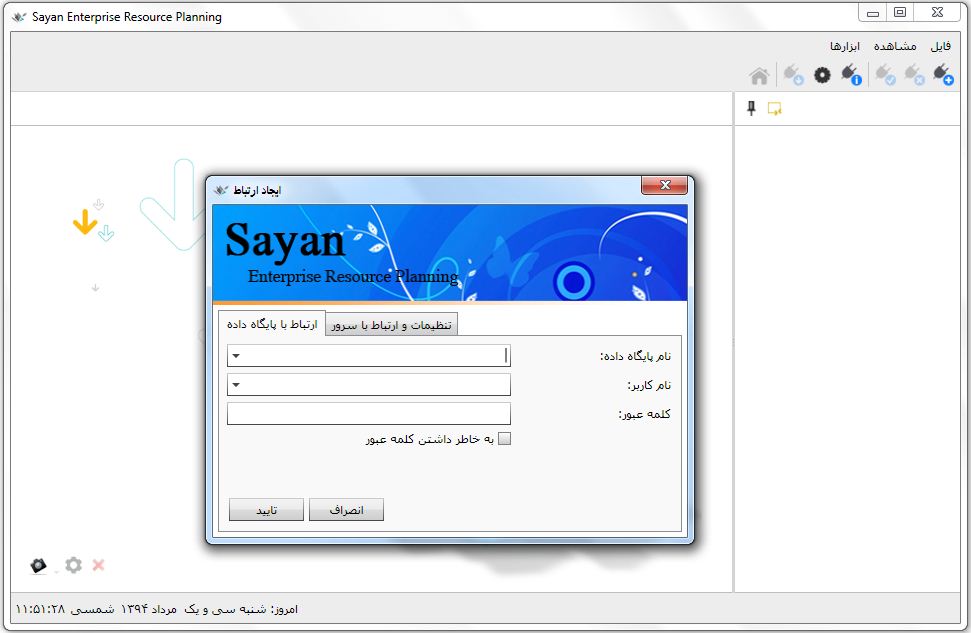 Sayan Enterprise Resource Planning
فایل مشاهده ابزارها
ایجاد ارتباط
Sayan
Enterprise Resource Planning
ارتباط با پایگاه داده
تنظیمات و ارتباط با سرور
نام پایگاه داده:
نام کاربر:
کلمه عبور:
به خاطر داشتن کلمه عبور
انصراف
تایید
امروز: شنبه سی و یک مرداد ۱۳۹۴ شمسی ۱۱:۵۱:۲۸